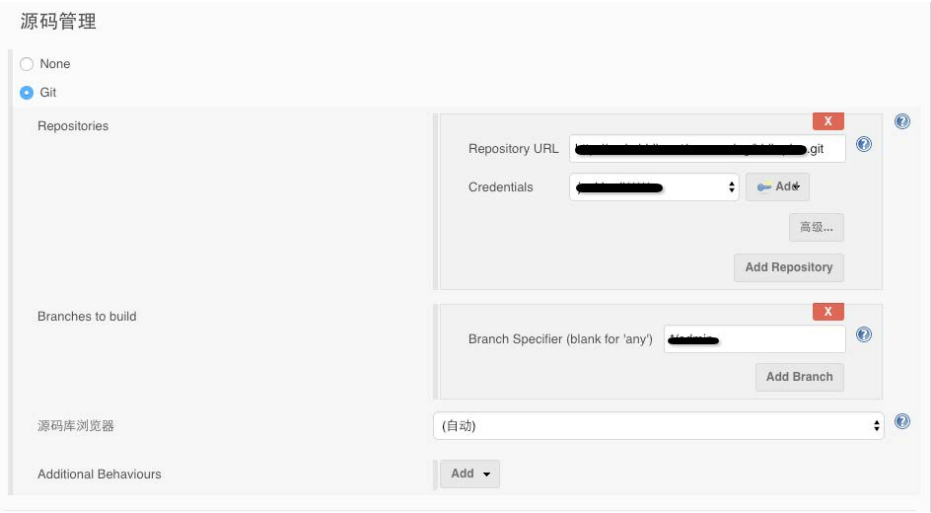 源码管理
None
Git
Repositories
X
Repository URL
.git
Credentials
Add
高级...
Add Repository
Branches to build
X
Branch Specifier (blank for 'any')
Add Branch
源码库浏览器
(自动)
Additional Behaviours
Add